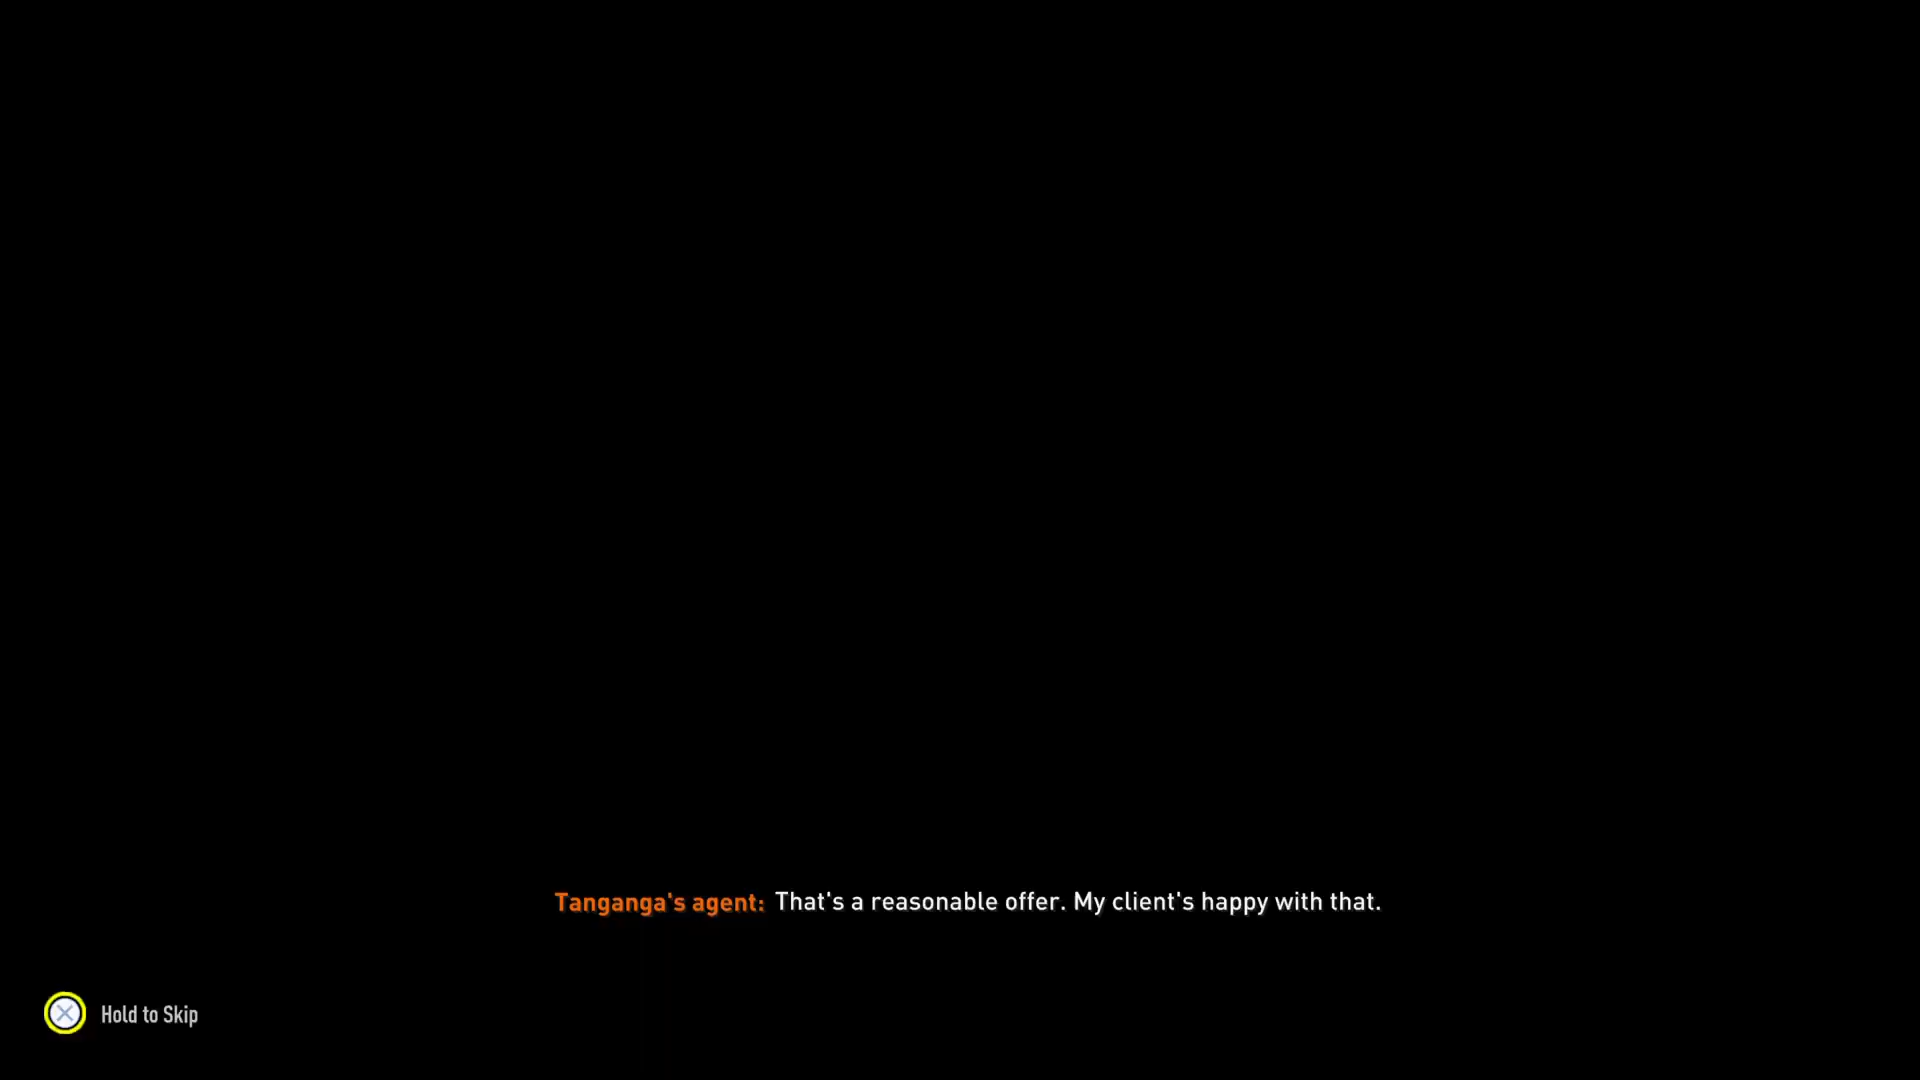 Tanganga's agent: That's a reasonable offer. My client's happy with that.
Hold to Skip